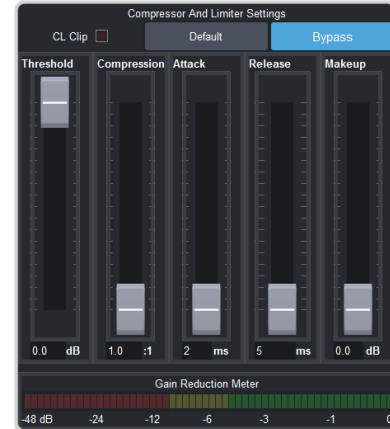 Compressor And Limiter Settings
CL Clip Default Bypass
Threshold Compression Attack Release Makeup
0.0 dB 1.0 :1 2 ms 5 ms 0.0 dB
Gain Reduction Meter
-48 dB -24 -12 -6 -3 -1 0